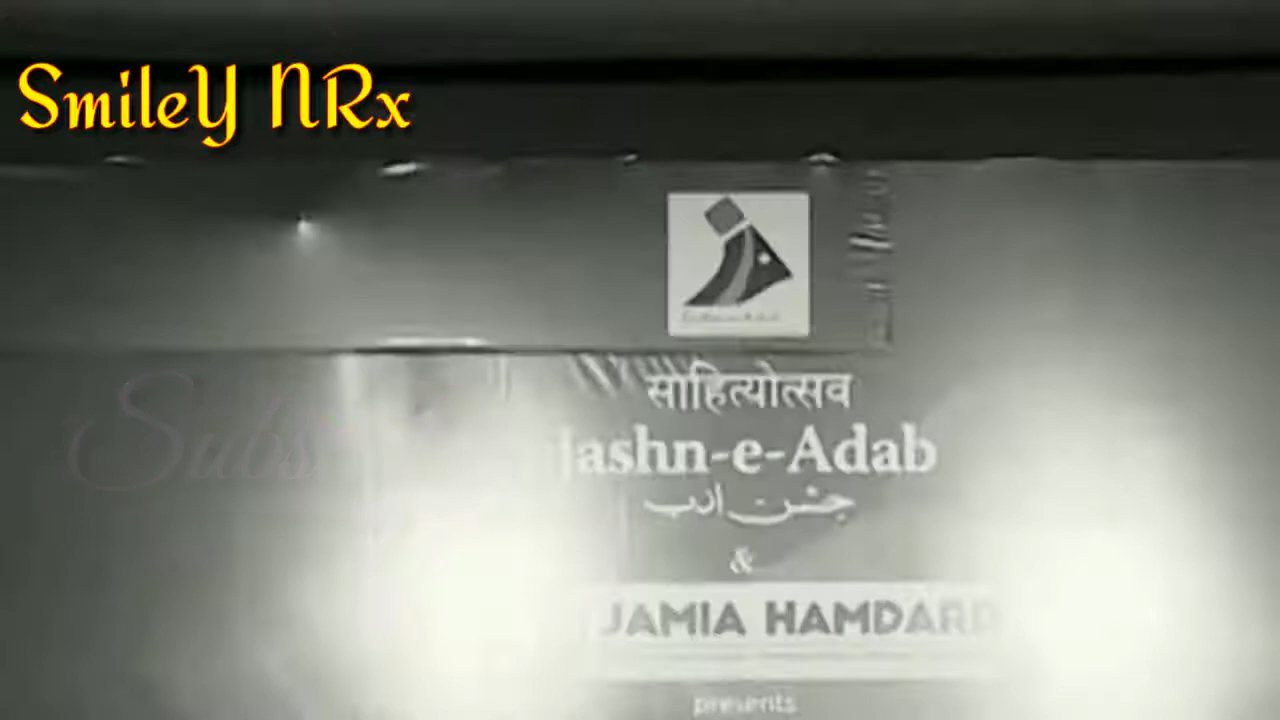 SmileY NRx
साहित्योत्सव
Jashn-e-Adab
جشن ادب
&
JAMIA HAMDARD
presents